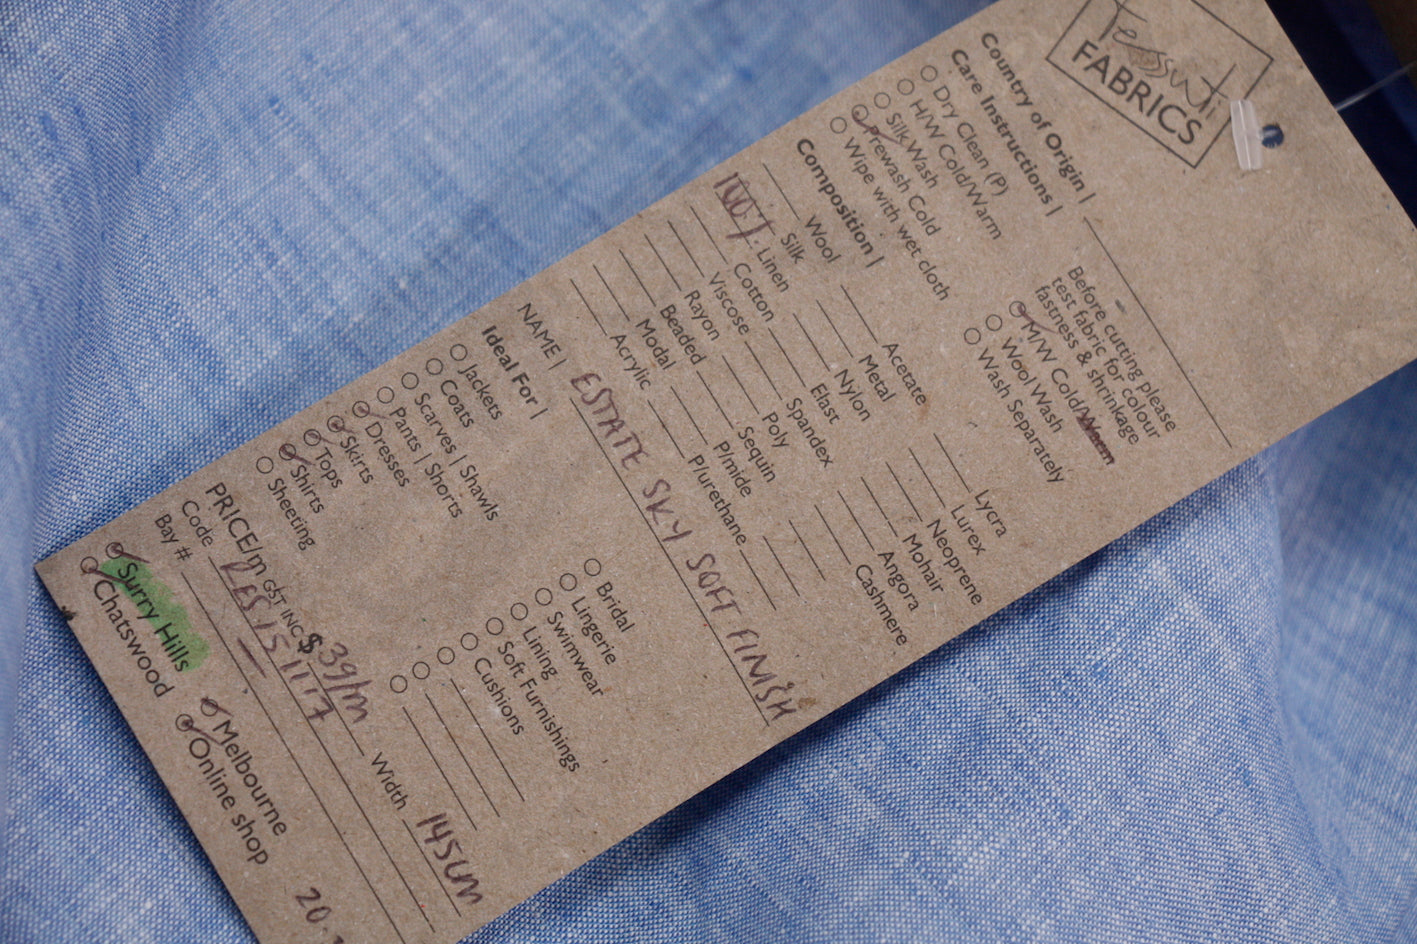 Tessuti
FABRICS
Country of Origin |
Care Instructions |
Dry Clean (P)
H/W Cold/Warm
Silk Wash
Prewash Cold
Wipe with wet cloth
Before cutting please
test fabric for colour
fastness & shrinkage
M/W Cold/Warm
Wool Wash
Wash Separately
Composition |
Wool
Silk
100% Linen
Cotton
Viscose
Rayon
Beaded
Modal
Acrylic
Acetate
Metal
Nylon
Elast
Spandex
Poly
Sequin
P/mide
P/urethane
Lycra
Lurex
Neoprene
Mohair
Angora
Cashmere
NAME | ESTATE SKY SOFT FINISH
Ideal For |
Jackets
Coats
Scarves | Shawls
Pants | Shorts
Dresses
Skirts
Tops
Shirts
Sheeting
Bridal
Lingerie
Swimwear
Lining
Soft Furnishings
Cushions
PRICE/m GST INC $ 39/m Width 145cm
Code
Bay #
Surry Hills
Chatswood
Melbourne
Online shop